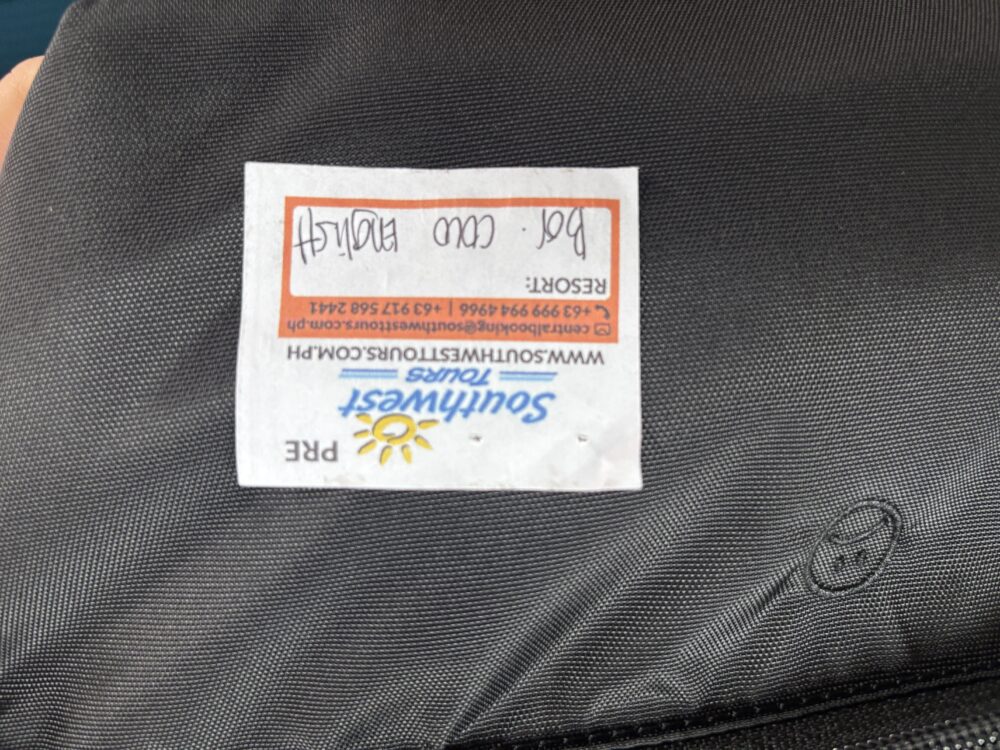 PRE
Southwest
TOURS
WWW.SOUTHWESTTOURS.COM.PH
centralbooking@southwesttours.com.ph
+63 999 994 4966 | +63 917 568 2441
RESORT:
Bor. COCO English